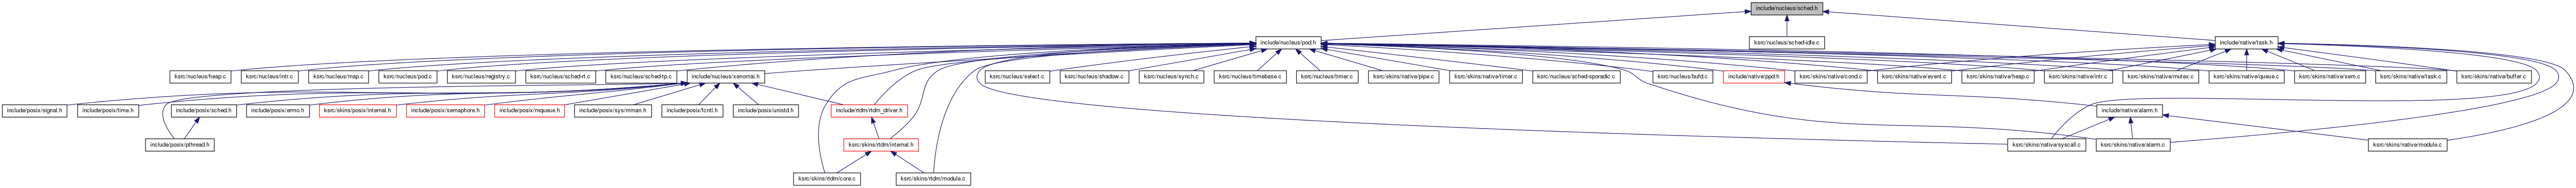 include/nucleus/sched.h
include/nucleus/pod.h
ksrc/nucleus/sched-idle.c
include/native/task.h
ksrc/nucleus/heap.c
ksrc/nucleus/intr.c
ksrc/nucleus/map.c
ksrc/nucleus/pod.c
ksrc/nucleus/registry.c
ksrc/nucleus/sched-rt.c
ksrc/nucleus/sched-tp.c
include/nucleus/xenomai.h
ksrc/nucleus/select.c
ksrc/nucleus/shadow.c
ksrc/nucleus/synch.c
ksrc/nucleus/timebase.c
ksrc/nucleus/timer.c
ksrc/skins/native/pipe.c
ksrc/skins/native/timer.c
ksrc/nucleus/sched-sporadic.c
ksrc/nucleus/bufd.c
include/native/ppd.h
ksrc/skins/native/cond.c
ksrc/skins/native/event.c
ksrc/skins/native/heap.c
ksrc/skins/native/intr.c
ksrc/skins/native/mutex.c
ksrc/skins/native/queue.c
ksrc/skins/native/sem.c
ksrc/skins/native/task.c
ksrc/skins/native/buffer.c
include/posix/signal.h
include/posix/time.h
include/posix/sched.h
include/posix/errno.h
ksrc/skins/posix/internal.h
include/posix/semaphore.h
include/posix/mqueue.h
include/posix/sys/mman.h
include/posix/fcntl.h
include/posix/unistd.h
include/rtdm/rtdm_driver.h
include/native/alarm.h
include/posix/pthread.h
ksrc/skins/rtdm/internal.h
ksrc/skins/native/syscall.c
ksrc/skins/native/alarm.c
ksrc/skins/native/module.c
ksrc/skins/rtdm/core.c
ksrc/skins/rtdm/module.c